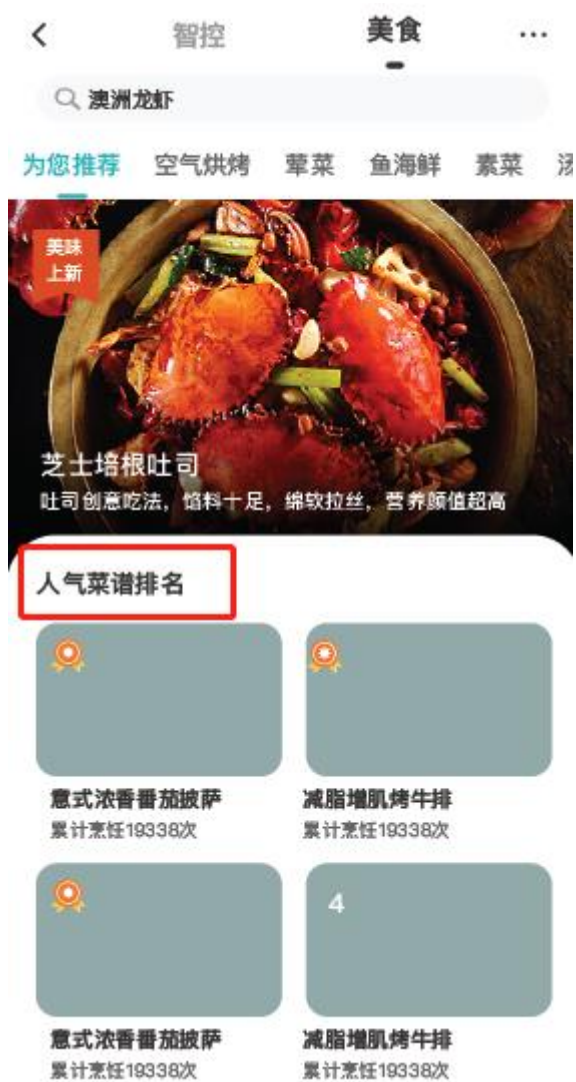 智控 美食
澳洲龙虾
为您推荐 空气烘烤 荤菜 鱼海鲜 素菜 汤
美味
上新
芝士培根吐司
吐司创意吃法，馅料十足，绵软拉丝，营养颜值超高
人气菜谱排名
意式浓香番茄披萨 减脂增肌烤牛排
累计烹饪19338次 累计烹饪19338次
4
意式浓香番茄披萨 减脂增肌烤牛排
累计烹饪19338次 累计烹饪19338次